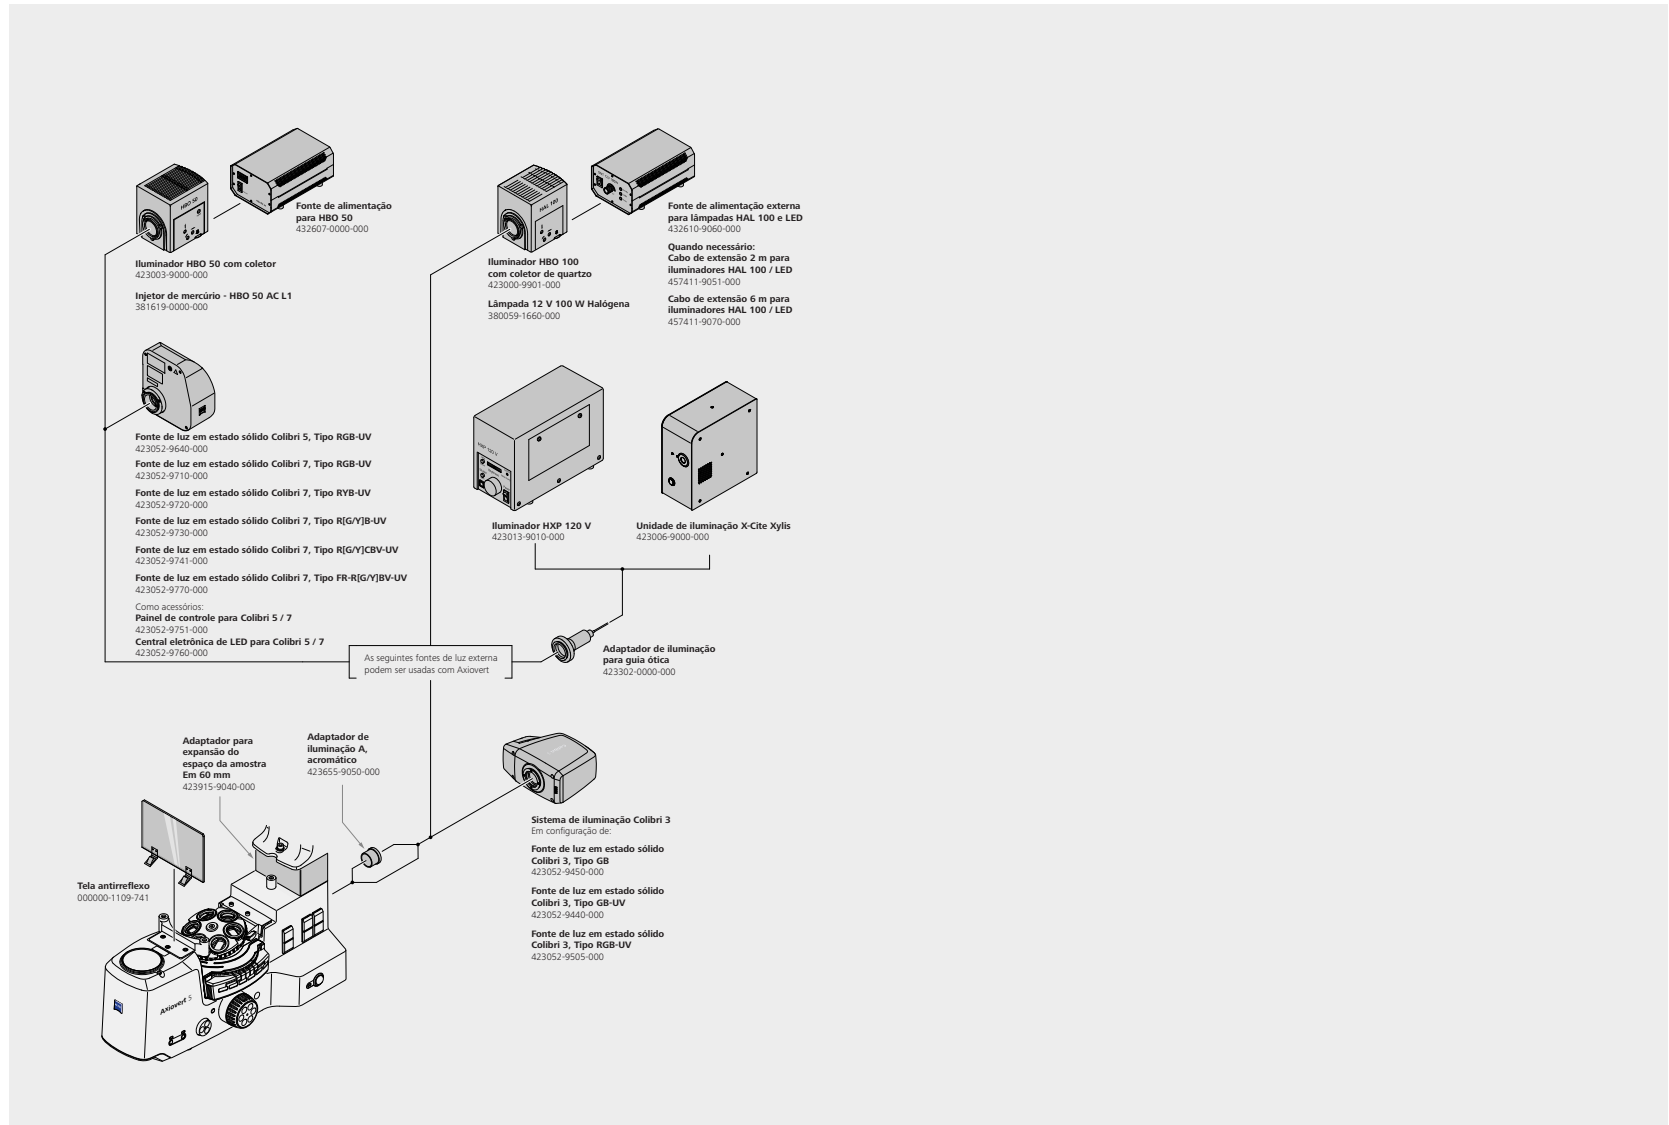 HBO 50
Fonte de alimentação
para HBO 50
432607-0000-000
Iluminador HBO 50 com coletor
423003-9000-000
Injetor de mercúrio - HBO 50 AC L1
381619-0000-000
HAL 100
Fonte de alimentação externa
para lâmpadas HAL 100 e LED
432610-9060-000
Quando necessário:
Cabo de extensão 2 m para
iluminadores HAL 100 / LED
457411-9051-000
Cabo de extensão 6 m para
iluminadores HAL 100 / LED
457411-9070-000
Iluminador HBO 100
com coletor de quartzo
423000-9901-000
Lâmpada 12 V 100 W Halógena
380059-1660-000
Fonte de luz em estado sólido Colibri 5, Tipo RGB-UV
423052-9640-000
Fonte de luz em estado sólido Colibri 7, Tipo RGB-UV
423052-9710-000
Fonte de luz em estado sólido Colibri 7, Tipo RYB-UV
423052-9720-000
Fonte de luz em estado sólido Colibri 7, Tipo R[G/Y]B-UV
423052-9730-000
Fonte de luz em estado sólido Colibri 7, Tipo R[G/Y]CBV-UV
423052-9741-000
Fonte de luz em estado sólido Colibri 7, Tipo FR-R[G/Y]BV-UV
423052-9770-000
Como acessórios:
Painel de controle para Colibri 5 / 7
423052-9751-000
Central eletrônica de LED para Colibri 5 / 7
423052-9760-000
HXP 120 V
Iluminador HXP 120 V
423013-9010-000
Unidade de iluminação X-Cite Xylis
423006-9000-000
Adaptador de iluminação
para guia ótica
423302-0000-000
As seguintes fontes de luz externa
podem ser usadas com Axiovert
Adaptador para
expansão do
espaço da amostra
Em 60 mm
423915-9040-000
Adaptador de
iluminação A,
acromático
423655-9050-000
Tela antirreflexo
000000-1109-741
Axiovert 5
Sistema de iluminação Colibri 3
Em configuração de:
Fonte de luz em estado sólido
Colibri 3, Tipo GB
423052-9450-000
Fonte de luz em estado sólido
Colibri 3, Tipo GB-UV
423052-9440-000
Fonte de luz em estado sólido
Colibri 3, Tipo RGB-UV
423052-9505-000